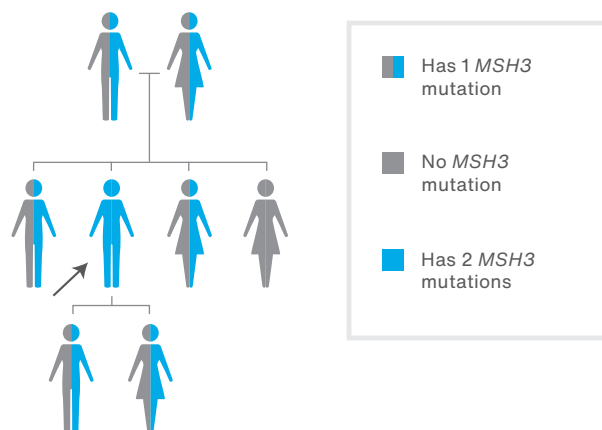 Has 1 MSH3
mutation
No MSH3
mutation
Has 2 MSH3
mutations